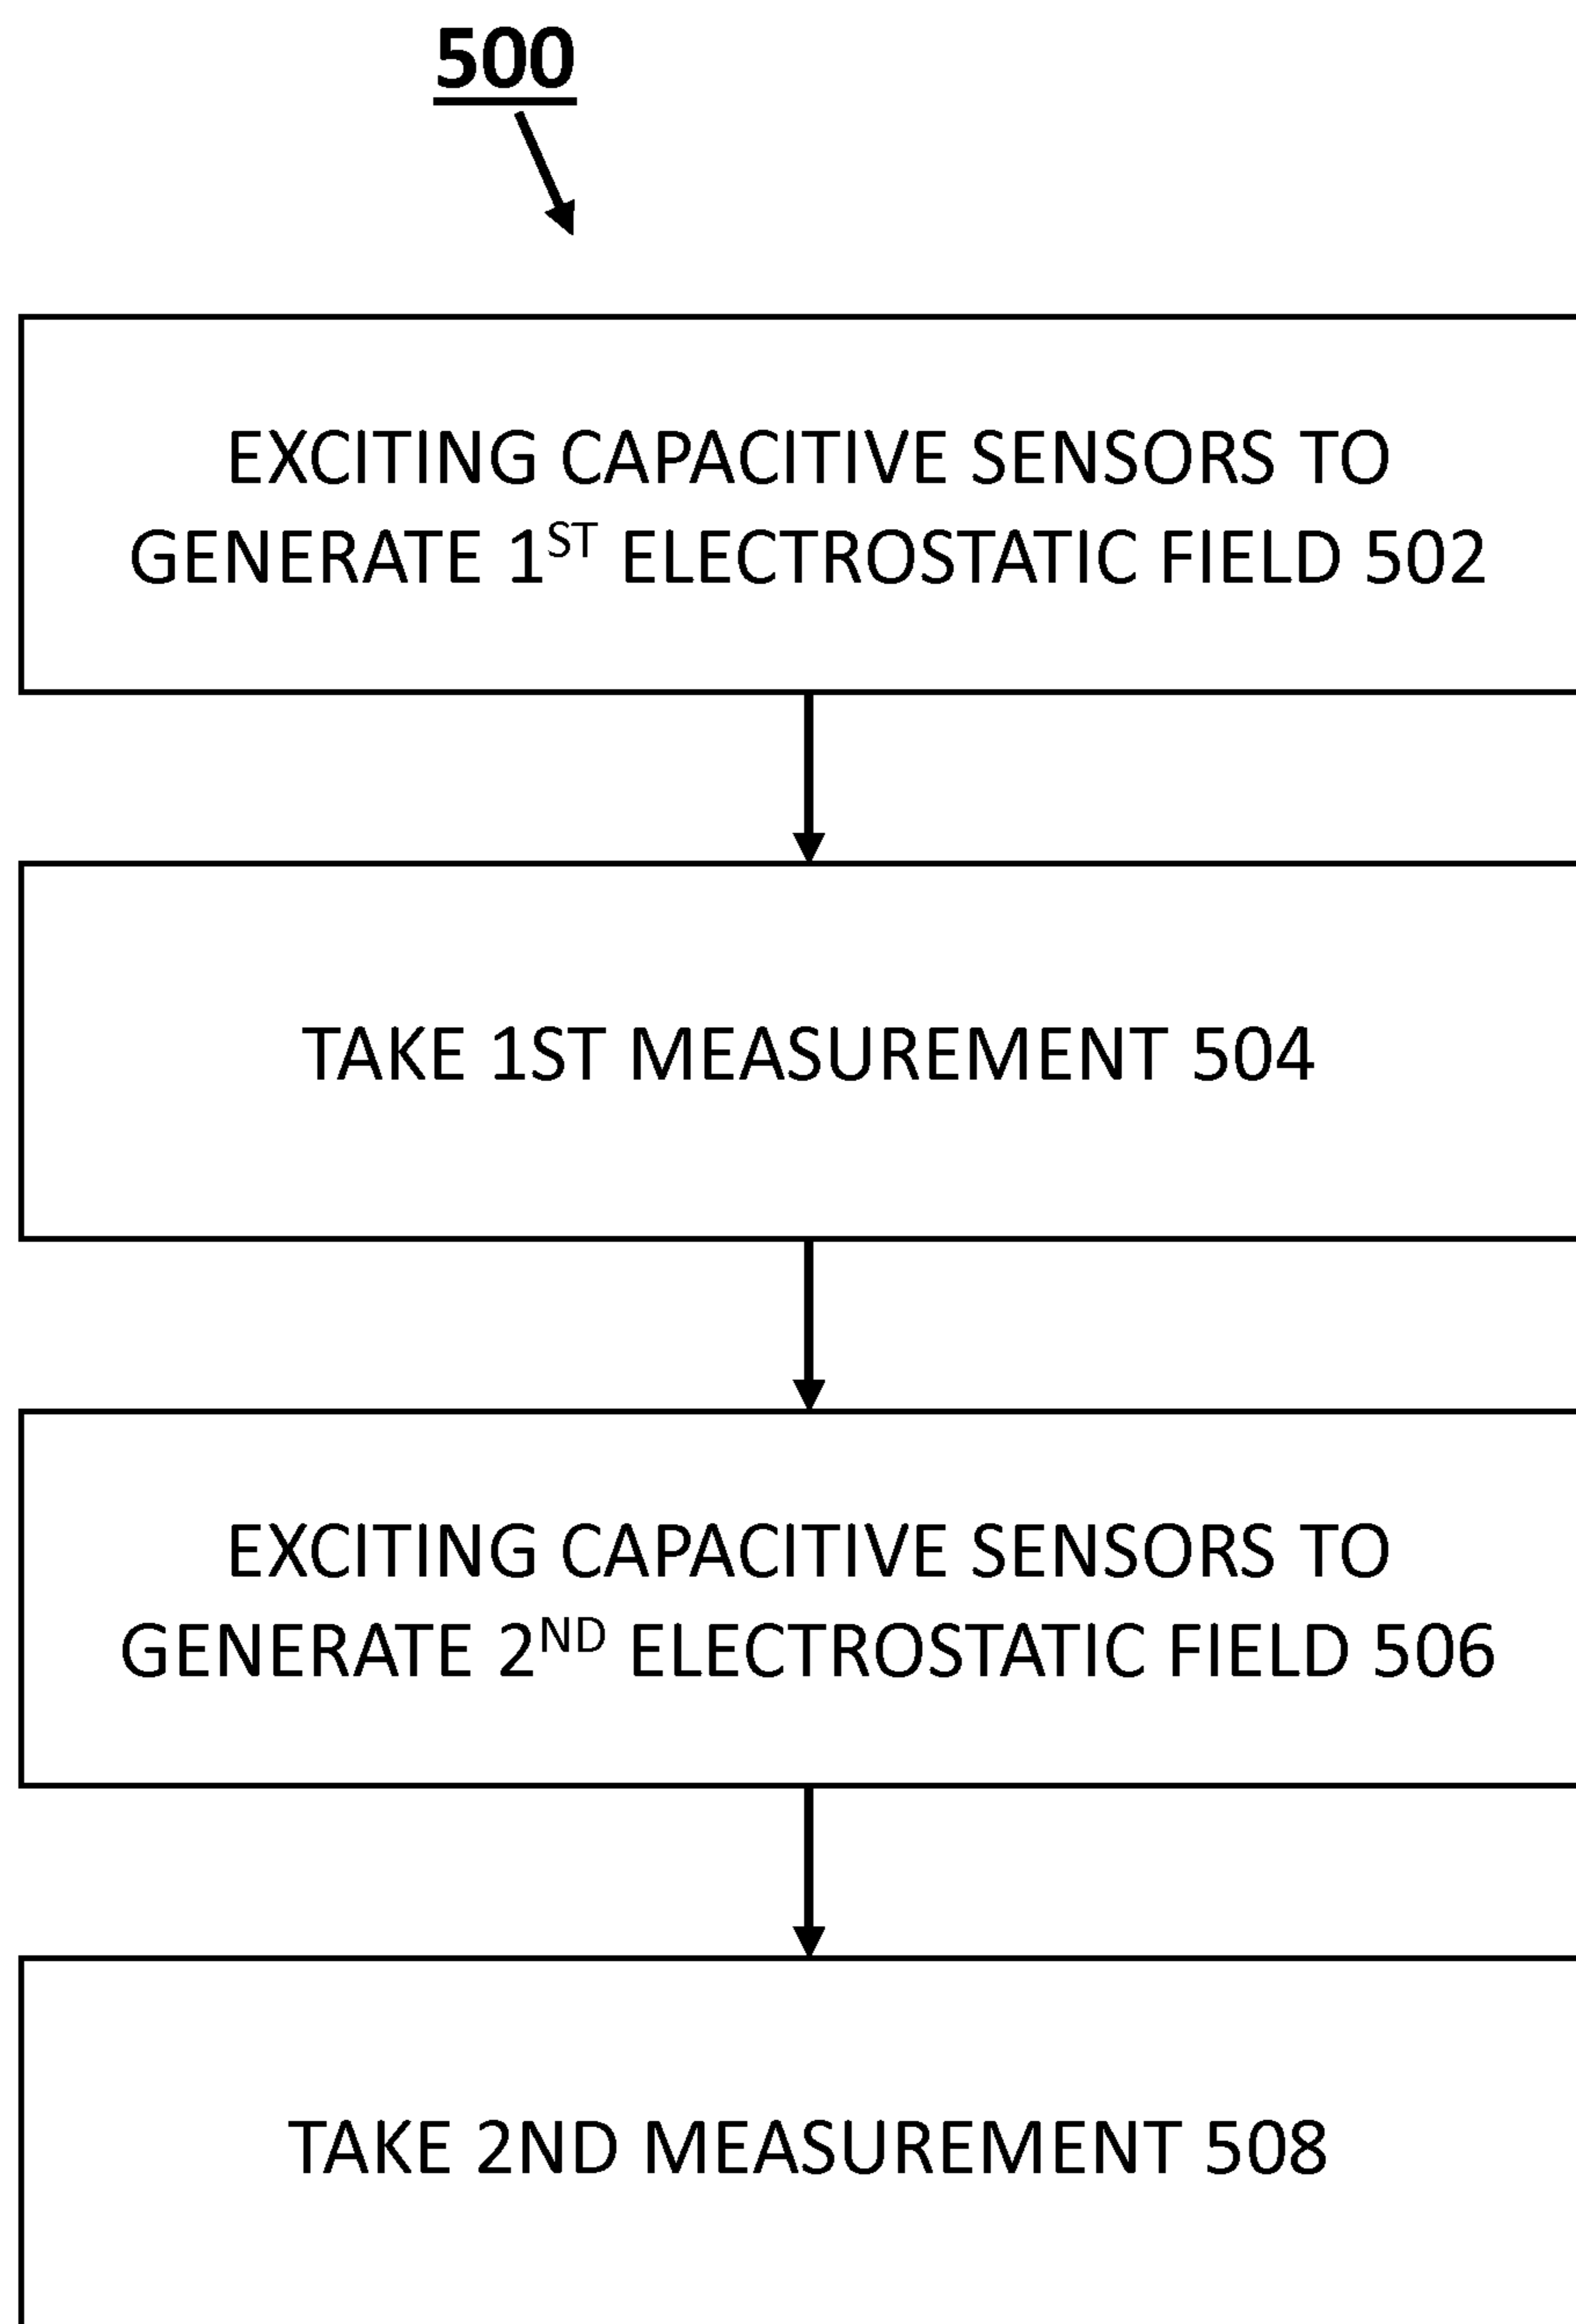 500
EXCITING CAPACITIVE SENSORS TO
GENERATE 1ST ELECTROSTATIC FIELD 502
TAKE 1ST MEASUREMENT 504
EXCITING CAPACITIVE SENSORS TO
GENERATE 2ND ELECTROSTATIC FIELD 506
TAKE 2ND MEASUREMENT 508